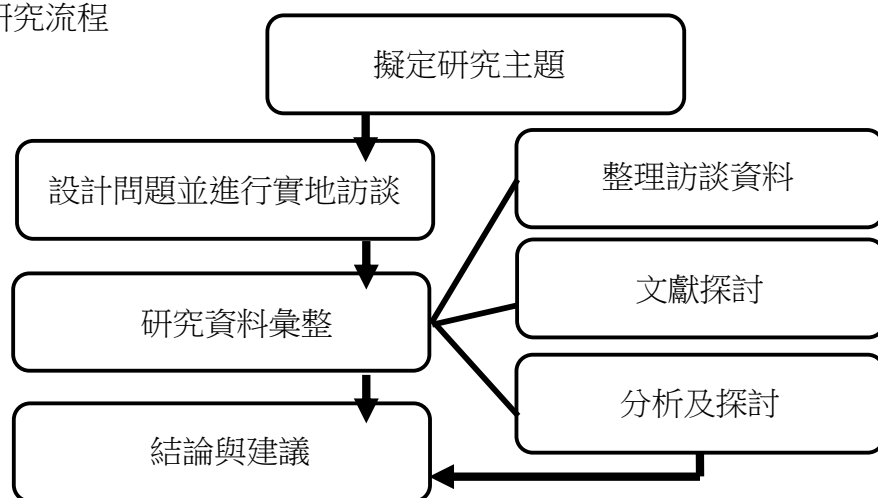 研究流程
擬定研究主題
設計問題並進行實地訪談
整理訪談資料
研究資料彙整
文獻探討
分析及探討
結論與建議